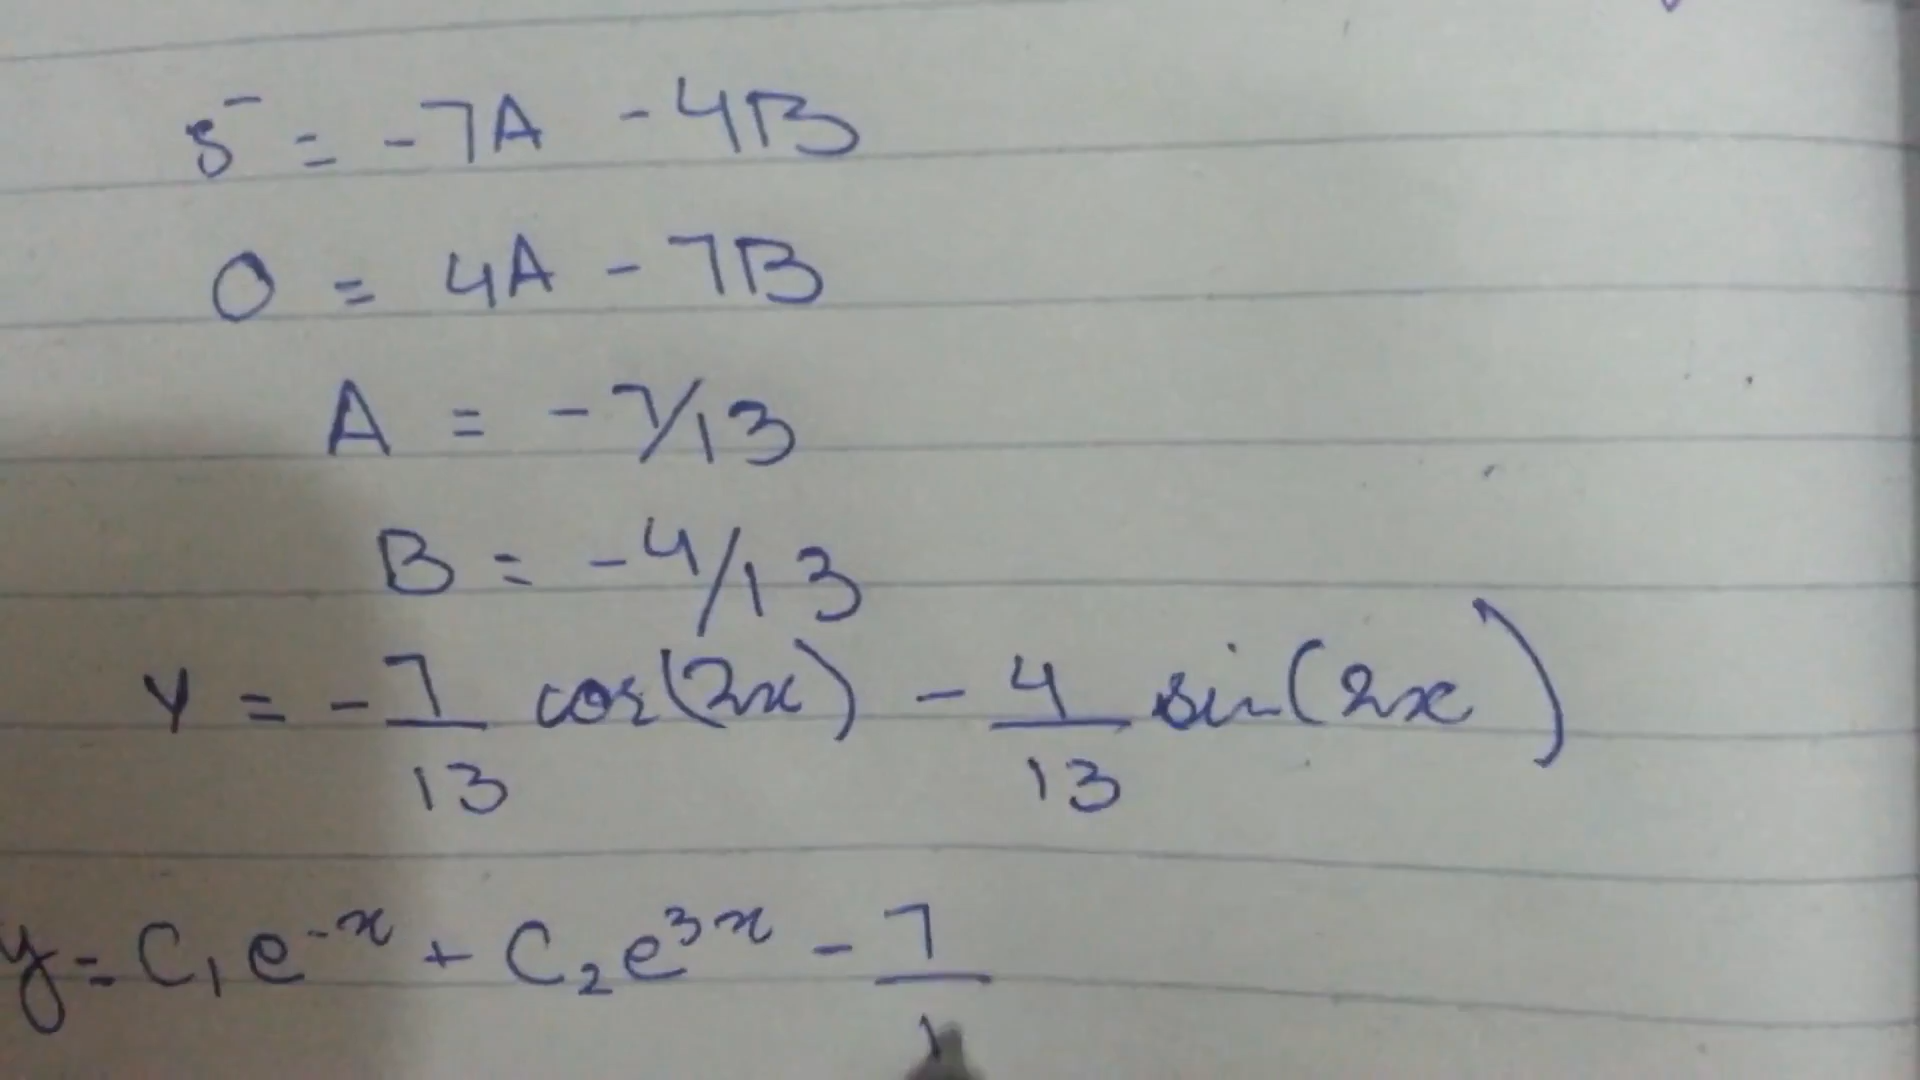 5 = -7A - 4B
0 = 4A - 7B
A = -7/13
B = -4/13
y = -7/13 cos(2x) - 4/13 sin(2x)
y = C₁e^-x + C₂e^3x - 7/1